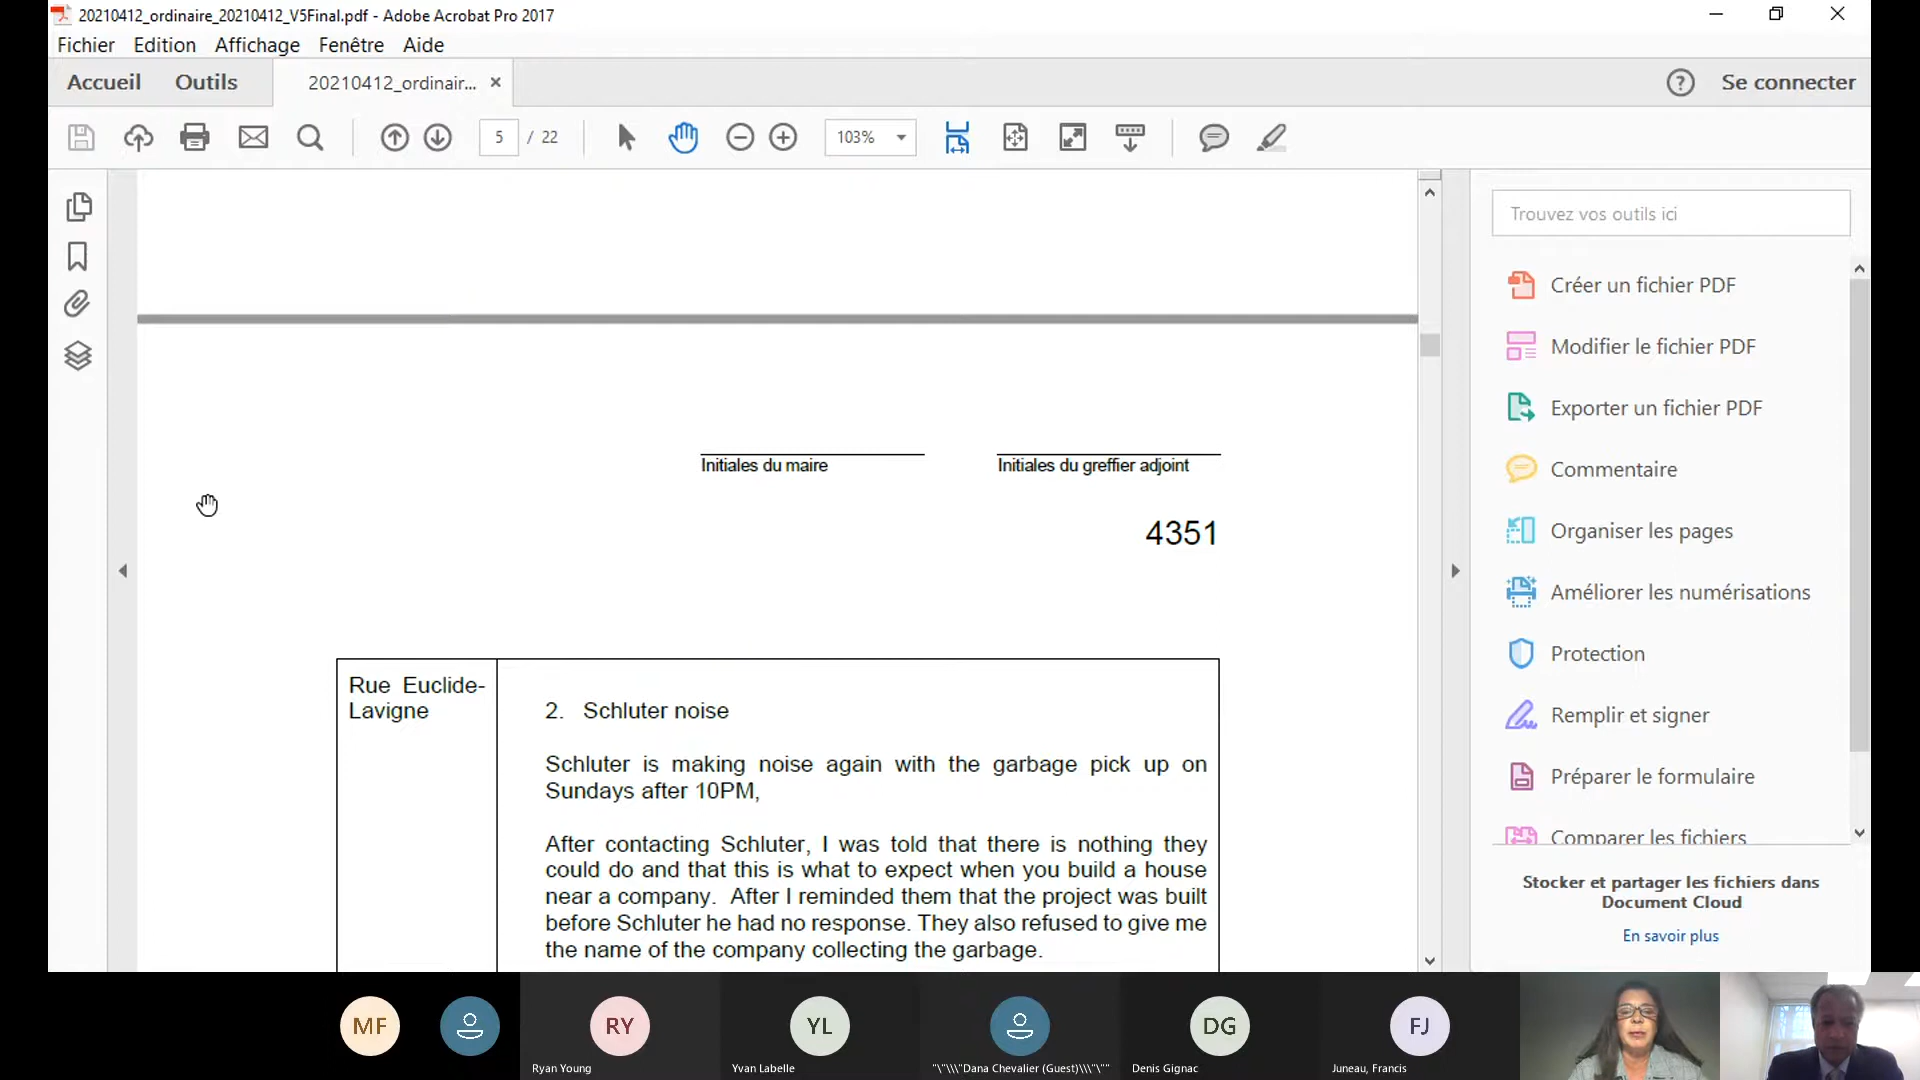 20210412_ordinaire_20210412_V5Final.pdf - Adobe Acrobat Pro 2017
Fichier Edition Affichage Fenêtre Aide
Accueil Outils 20210412_ordinair... × Se connecter
5 / 22 103%
Trouvez vos outils ici
Créer un fichier PDF
Modifier le fichier PDF
Exporter un fichier PDF
Commentaire
Organiser les pages
Améliorer les numérisations
Protection
Remplir et signer
Préparer le formulaire
Comparer les fichiers
Stocker et partager les fichiers dans
Document Cloud
En savoir plus
Initiales du maire Initiales du greffier adjoint
4351
Rue Euclide-
Lavigne
2. Schluter noise
Schluter is making noise again with the garbage pick up on
Sundays after 10PM,
After contacting Schluter, I was told that there is nothing they
could do and that this is what to expect when you build a house
near a company. After I reminded them that the project was built
before Schluter he had no response. They also refused to give me
the name of the company collecting the garbage.
MF RY YL DG FJ
Ryan Young Yvan Labelle "\"\\\"Dana Chevalier (Guest)\\\"\"" Denis Gignac Juneau, Francis